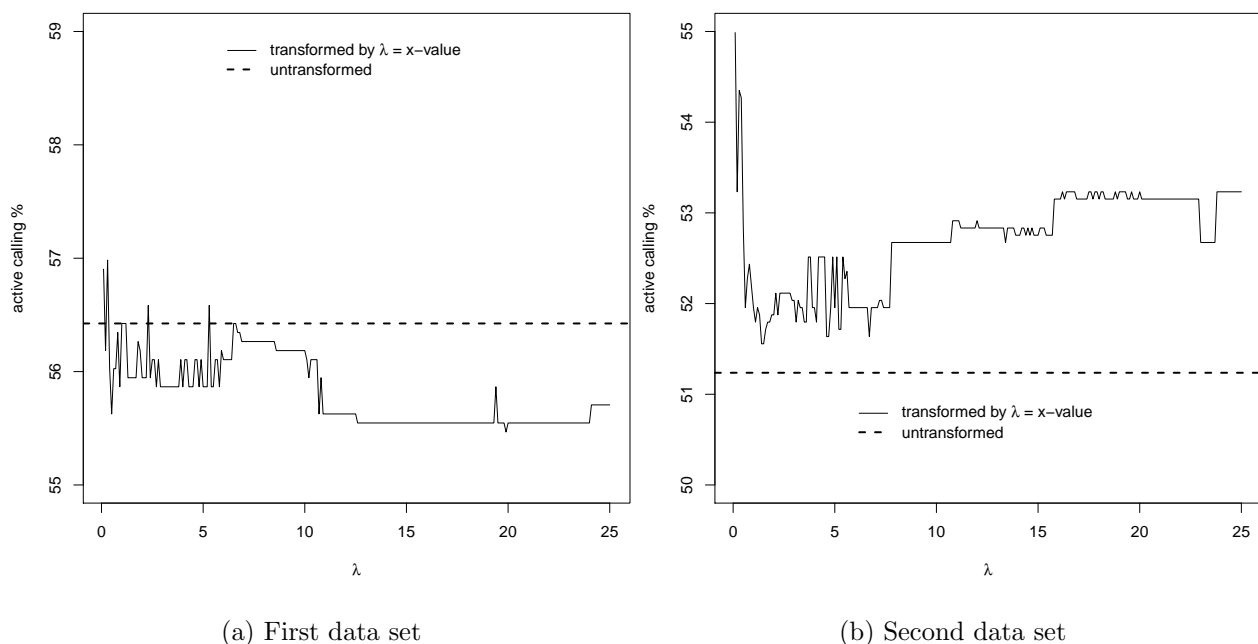 59
58
57
56
55
active calling %
transformed by λ = x−value
untransformed
0 5 10 15 20 25
λ
(a) First data set
55
54
53
52
51
50
active calling %
transformed by λ = x−value
untransformed
0 5 10 15 20 25
λ
(b) Second data set